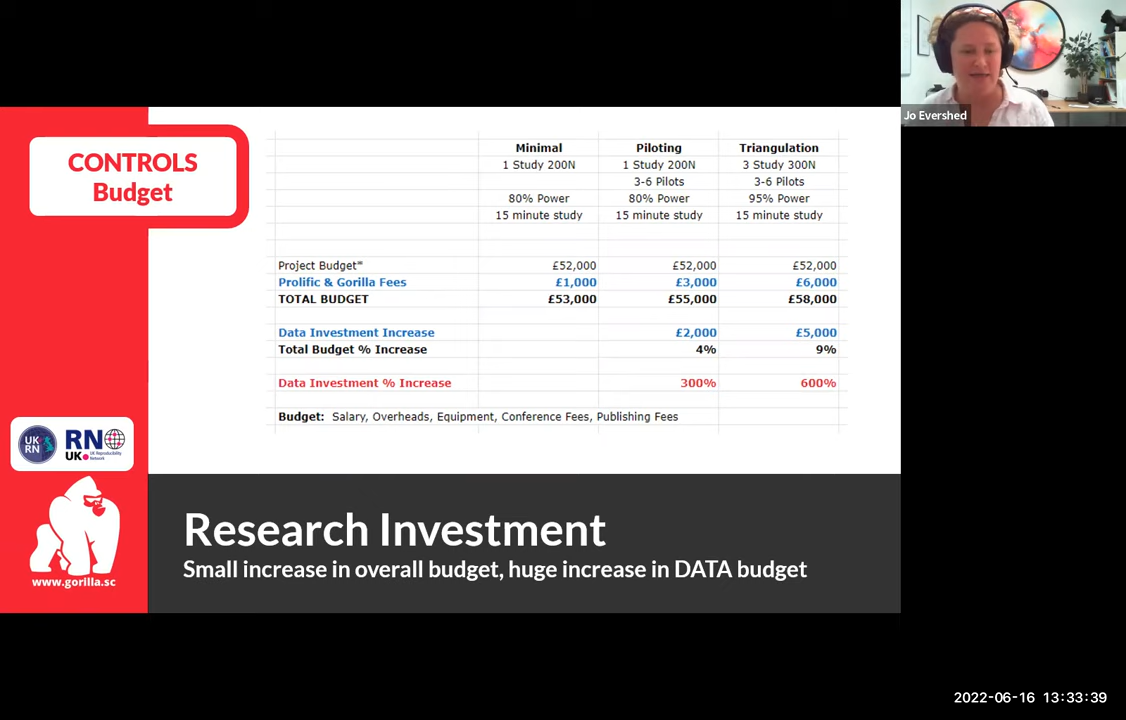 Jo Evershed
CONTROLS
Budget
Minimal Piloting Triangulation
1 Study 200N 1 Study 200N 3 Study 300N
3-6 Pilots 3-6 Pilots
80% Power 80% Power 95% Power
15 minute study 15 minute study 15 minute study
Project Budget* £52,000 £52,000 £52,000
Prolific & Gorilla Fees £1,000 £3,000 £6,000
TOTAL BUDGET £53,000 £55,000 £58,000
Data Investment Increase £2,000 £5,000
Total Budget % Increase 4% 9%
Data Investment % Increase 300% 600%
Budget: Salary, Overheads, Equipment, Conference Fees, Publishing Fees
UK
RN
RN
UK
UK Reproducibility
Network
www.gorilla.sc
Research Investment
Small increase in overall budget, huge increase in DATA budget
2022-06-16 13:33:39